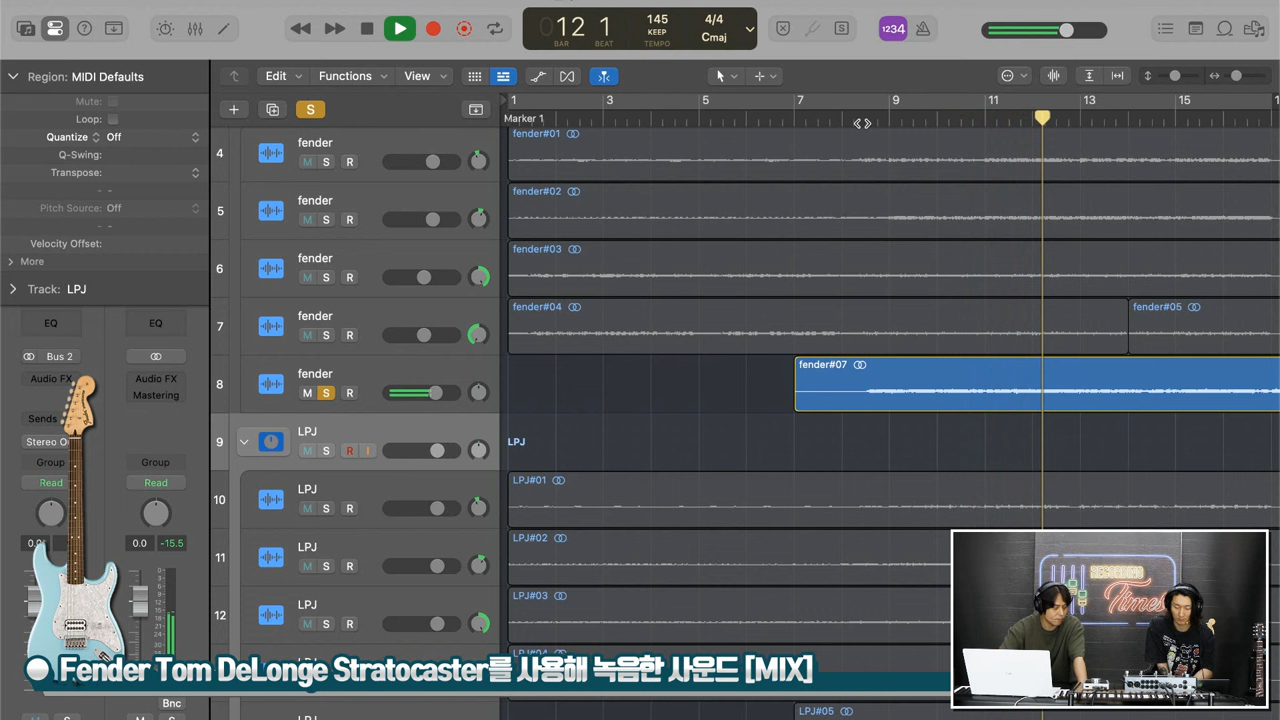 12 1
BAR BEAT
145
KEEP
TEMPO
4/4
Cmaj
1234
Region: MIDI Defaults
Mute:
Loop:
Quantize Off
Q-Swing:
Transpose:
Pitch Source: Off
Velocity Offset:
More
Track: LPJ
EQ EQ
Bus 2
Audio FX Audio FX
Mastering
Sends
Stereo O
Group Group
Read Read
0.0 0.0 -15.5
Bnc
Edit Functions View
S
1 3 5 7 9 11 13 15
Marker 1
4 fender M S R fender#01
5 fender M S R fender#02
6 fender M S R fender#03
7 fender M S R fender#04 fender#05
8 fender M S R fender#07
9 LPJ M S R I LPJ
10 LPJ M S R LPJ#01
11 LPJ M S R LPJ#02
12 LPJ M S R LPJ#03
LPJ#05
RECORDING
Times
Fender Tom DeLonge Stratocaster를 사용해 녹음한 사운드 [MIX]